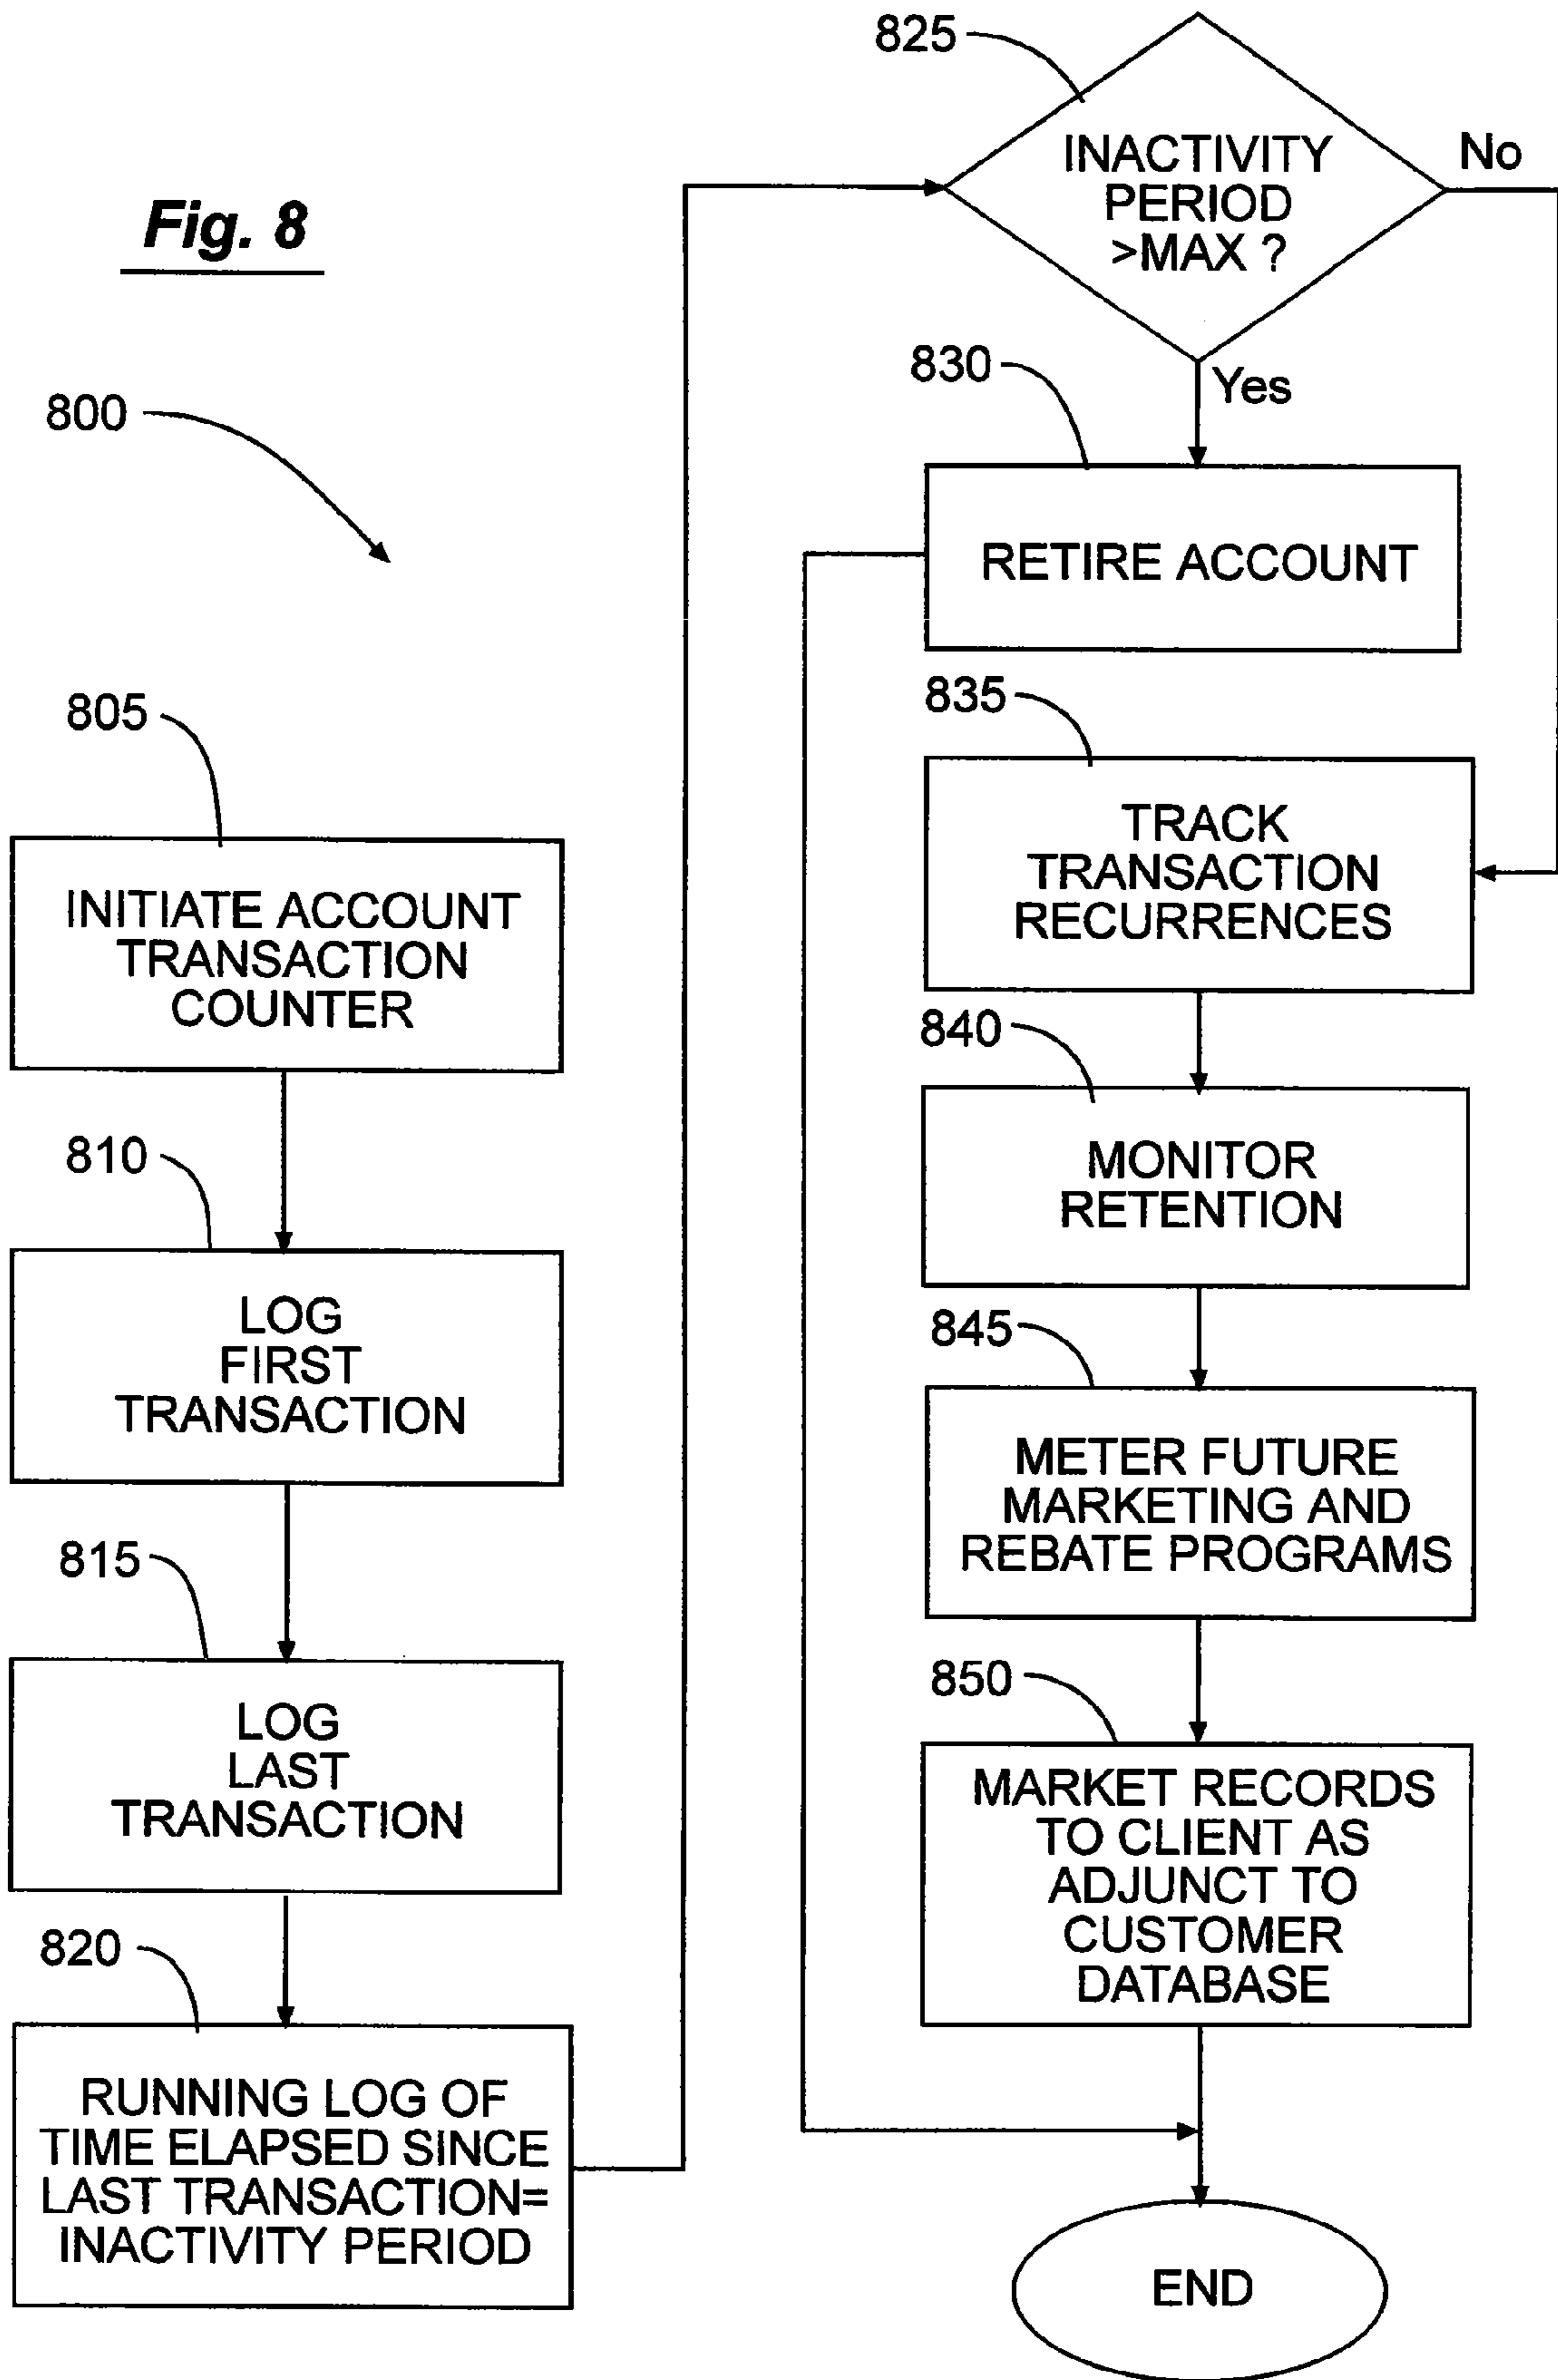 Fig. 8
800
805
INITIATE ACCOUNT
TRANSACTION
COUNTER
810
LOG
FIRST
TRANSACTION
815
LOG
LAST
TRANSACTION
820
RUNNING LOG OF
TIME ELAPSED SINCE
LAST TRANSACTION=
INACTIVITY PERIOD
825
INACTIVITY
PERIOD
>MAX ?
No
Yes
830
RETIRE ACCOUNT
835
TRACK
TRANSACTION
RECURRENCES
840
MONITOR
RETENTION
845
METER FUTURE
MARKETING AND
REBATE PROGRAMS
850
MARKET RECORDS
TO CLIENT AS
ADJUNCT TO
CUSTOMER
DATABASE
END